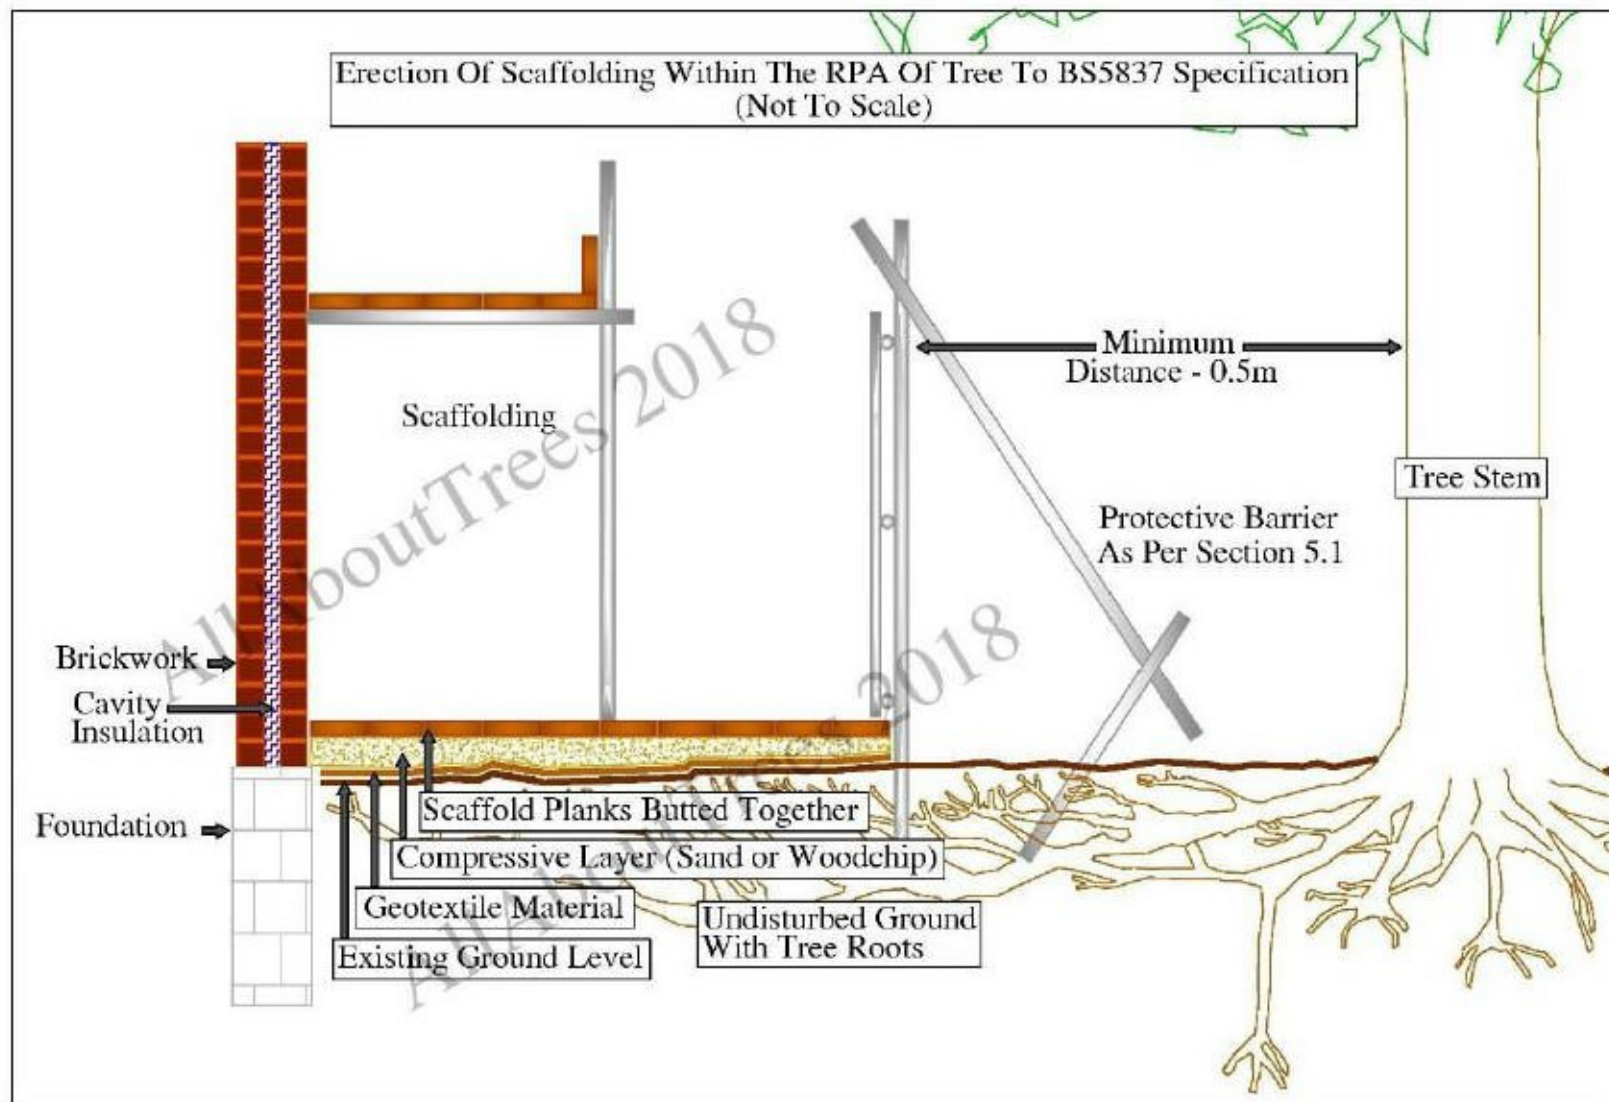 Erection Of Scaffolding Within The RPA Of Tree To BS5837 Specification
(Not To Scale)
Minimum
Distance - 0.5m
Scaffolding
Tree Stem
Protective Barrier
As Per Section 5.1
Brickwork
Cavity
Insulation
Foundation
Scaffold Planks Butted Together
Compressive Layer (Sand or Woodchip)
Geotextile Material
Undisturbed Ground
With Tree Roots
Existing Ground Level
AllAboutTrees 2018
AllAboutTrees 2018